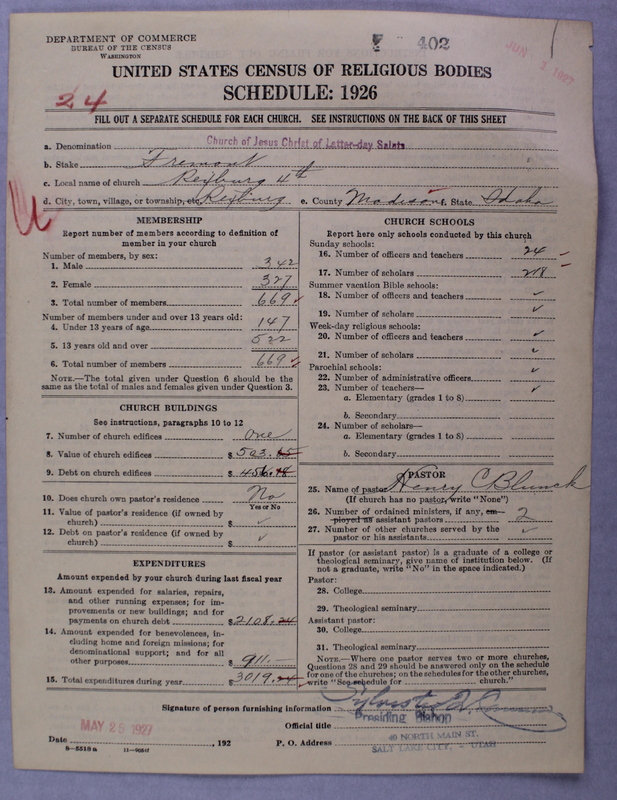 DEPARTMENT OF COMMERCE
BUREAU OF THE CENSUS
WASHINGTON
402
JUN 1 1927
UNITED STATES CENSUS OF RELIGIOUS BODIES
SCHEDULE: 1926
24
FILL OUT A SEPARATE SCHEDULE FOR EACH CHURCH. SEE INSTRUCTIONS ON THE BACK OF THIS SHEET
a. Denomination Church of Jesus Christ of Latter-day Saints
b. Stake Fremont
c. Local name of church Rexburg 4th
d. City, town, village, or township, etc. Rexburg e. County Madison f. State Idaho
MEMBERSHIP
Report number of members according to definition of
member in your church
Number of members, by sex:
1. Male 342
2. Female 327
3. Total number of members 669
Number of members under and over 13 years old:
4. Under 13 years of age 147
5. 13 years old and over 522
6. Total number of members 669
NOTE.—The total given under Question 6 should be the
same as the total of males and females given under Question 3.
CHURCH BUILDINGS
See instructions, paragraphs 10 to 12
7. Number of church edifices one
8. Value of church edifices $ 503.
9. Debt on church edifices $ 456.
10. Does church own pastor's residence? No
Yes or No
11. Value of pastor's residence (if owned by
church) $ ✓
12. Debt on pastor's residence (if owned by
church) $ ✓
EXPENDITURES
Amount expended by your church during last fiscal year
13. Amount expended for salaries, repairs,
and other running expenses; for im-
provements or new buildings; and for
payments on church debt $ 2108.24
14. Amount expended for benevolences, in-
cluding home and foreign missions; for
denominational support; and for all
other purposes $ 911.—
15. Total expenditures during year $ 3019.24
CHURCH SCHOOLS
Report here only schools conducted by this church
Sunday schools:
16. Number of officers and teachers 24
17. Number of scholars 218
Summer vacation Bible schools:
18. Number of officers and teachers ✓
19. Number of scholars ✓
Week-day religious schools:
20. Number of officers and teachers ✓
21. Number of scholars ✓
Parochial schools:
22. Number of administrative officers ✓
23. Number of teachers— ✓
a. Elementary (grades 1 to 8)
b. Secondary
24. Number of scholars—
a. Elementary (grades 1 to 8)
b. Secondary
PASTOR
25. Name of pastor Henry C Blunck
(If church has no pastor, write "None")
26. Number of ordained ministers, if any, em-
ployed as assistant pastors 2
27. Number of other churches served by the
pastor or his assistants ✓
If pastor (or assistant pastor) is a graduate of a college or
theological seminary, give name of institution below. (If
not a graduate, write "No" in the space indicated.)
Pastor:
28. College
29. Theological seminary
Assistant pastor:
30. College
31. Theological seminary
NOTE.—Where one pastor serves two or more churches,
Questions 28 and 29 should be answered only on the schedule
for one of the churches; on the schedules for the other churches,
write "See schedule for church."
Signature of person furnishing information Sylvester Q. Cannon
Official title Presiding Bishop
MAY 25 1927
Date , 192 P. O. Address 40 NORTH MAIN ST.
SALT LAKE CITY, UTAH
8—5518a